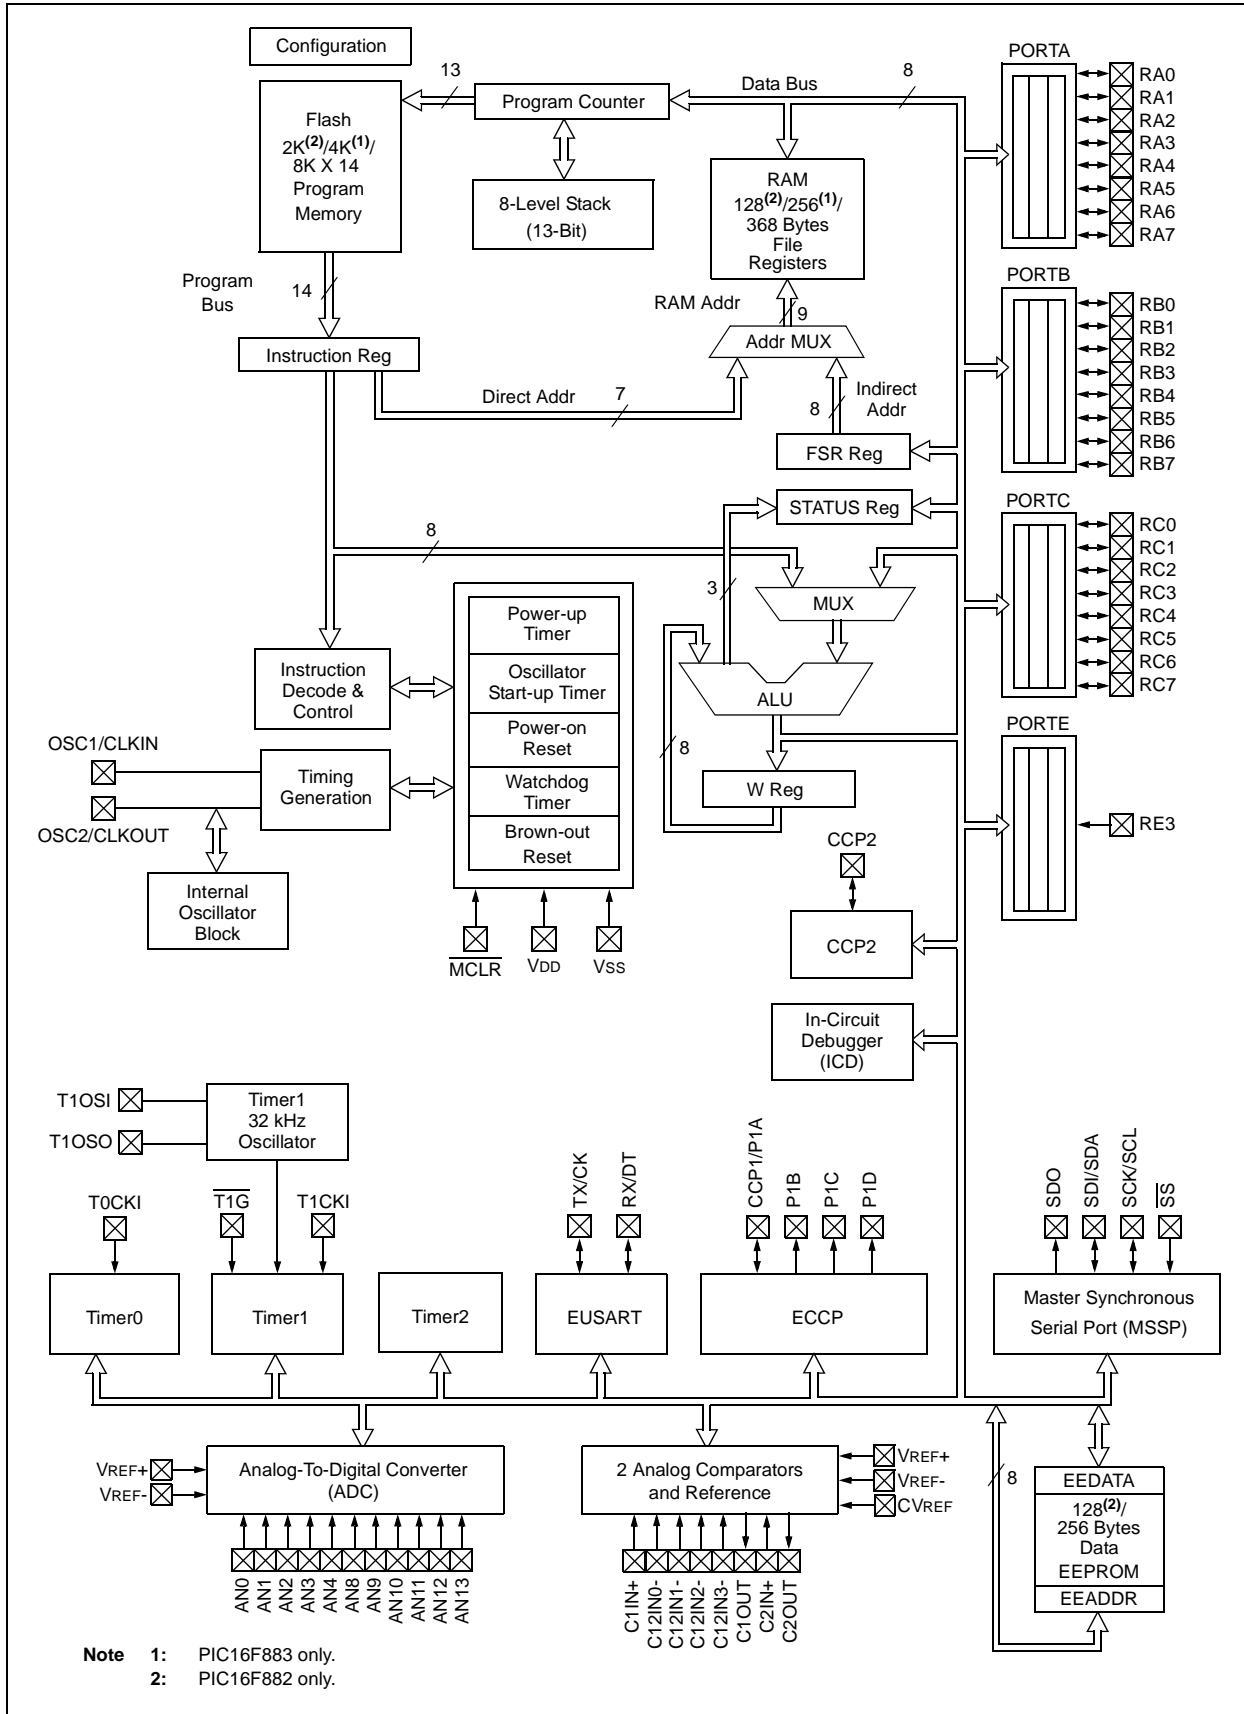 Configuration
PORTA
13
Data Bus
8
Flash
2K(2)/4K(1)/
8K X 14
Program
Memory
Program Counter
8-Level Stack
(13-Bit)
RAM
128(2)/256(1)/
368 Bytes
File
Registers
RA0
RA1
RA2
RA3
RA4
RA5
RA6
RA7
Program
Bus
14
RAM Addr
9
PORTB
Instruction Reg
Addr MUX
RB0
RB1
RB2
RB3
RB4
RB5
RB6
RB7
Direct Addr
7
8
Indirect
Addr
FSR Reg
STATUS Reg
PORTC
8
3
MUX
RC0
RC1
RC2
RC3
RC4
RC5
RC6
RC7
Power-up
Timer
Oscillator
Start-up Timer
Power-on
Reset
Watchdog
Timer
Brown-out
Reset
Instruction
Decode &
Control
ALU
8
W Reg
PORTE
RE3
OSC1/CLKIN
OSC2/CLKOUT
Timing
Generation
Internal
Oscillator
Block
MCLR
VDD
VSS
CCP2
CCP2
In-Circuit
Debugger
(ICD)
T1OSI
T1OSO
Timer1
32 kHz
Oscillator
T0CKI
T1G
T1CKI
TX/CK
RX/DT
CCP1/P1A
P1B
P1C
P1D
SDO
SDI/SDA
SCK/SCL
SS
Timer0
Timer1
Timer2
EUSART
ECCP
Master Synchronous
Serial Port (MSSP)
VREF+
VREF-
Analog-To-Digital Converter
(ADC)
2 Analog Comparators
and Reference
VREF+
VREF-
CVREF
8
EEDATA
128(2)/
256 Bytes
Data
EEPROM
EEADDR
AN0
AN1
AN2
AN3
AN4
AN8
AN9
AN10
AN11
AN12
AN13
C1IN+
C12IN0-
C12IN1-
C12IN2-
C12IN3-
C1OUT
C2IN+
C2OUT
Note 1: PIC16F883 only.
2: PIC16F882 only.